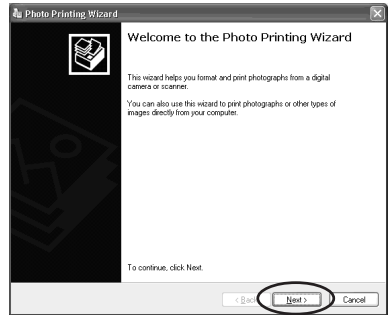 Photo Printing Wizard
Welcome to the Photo Printing Wizard
This wizard helps you format and print photographs from a digital
camera or scanner.
You can also use this wizard to print photographs or other types of
images directly from your computer.
To continue, click Next.
< Back Next > Cancel